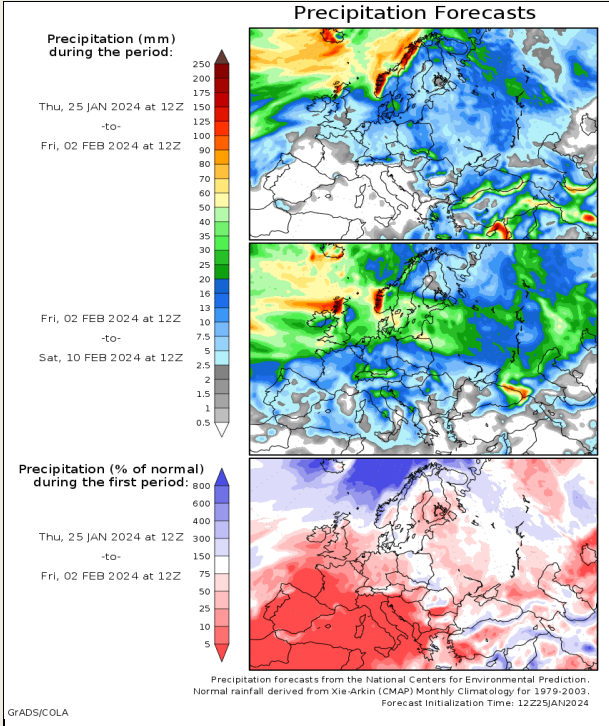 Precipitation Forecasts
Precipitation (mm)
during the period:
Thu, 25 JAN 2024 at 12Z
-to-
Fri, 02 FEB 2024 at 12Z
250
200
175
150
125
100
90
80
70
60
50
40
35
30
25
20
16
13
10
7.5
5
2.5
2
1.5
1
0.5
Fri, 02 FEB 2024 at 12Z
-to-
Sat, 10 FEB 2024 at 12Z
Precipitation (% of normal)
during the first period:
Thu, 25 JAN 2024 at 12Z
-to-
Fri, 02 FEB 2024 at 12Z
800
600
400
300
150
75
50
25
10
5
Precipitation forecasts from the National Centers for Environmental Prediction.
Normal rainfall derived from Xie-Arkin (CMAP) Monthly Climatology for 1979-2003.
Forecast Initialization Time: 12Z25JAN2024
GrADS/COLA